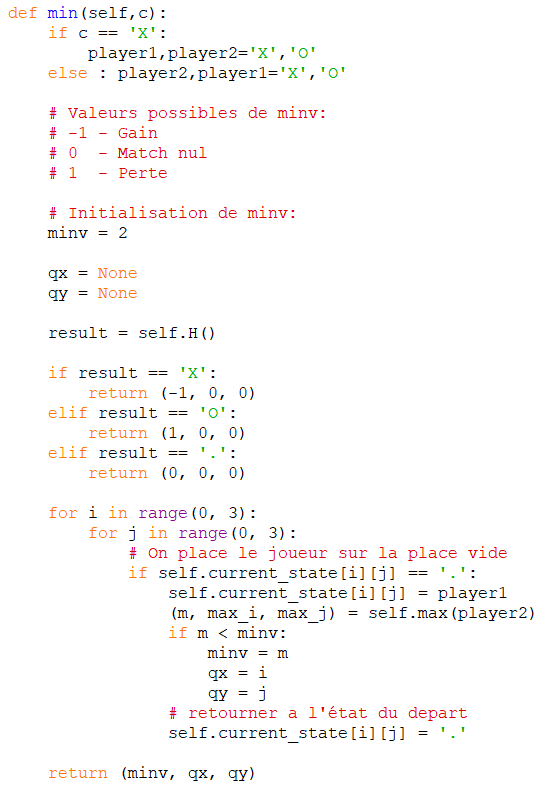 def min(self,c):
    if c == 'X':
        player1,player2='X','O'
    else : player2,player1='X','O'

    # Valeurs possibles de minv:
    # -1 - Gain
    # 0  - Match nul
    # 1  - Perte

    # Initialisation de minv:
    minv = 2

    qx = None
    qy = None

    result = self.H()

    if result == 'X':
        return (-1, 0, 0)
    elif result == 'O':
        return (1, 0, 0)
    elif result == '.':
        return (0, 0, 0)

    for i in range(0, 3):
        for j in range(0, 3):
            # On place le joueur sur la place vide
            if self.current_state[i][j] == '.':
                self.current_state[i][j] = player1
                (m, max_i, max_j) = self.max(player2)
                if m < minv:
                    minv = m
                    qx = i
                    qy = j
                # retourner a l'état du depart
                self.current_state[i][j] = '.'

    return (minv, qx, qy)